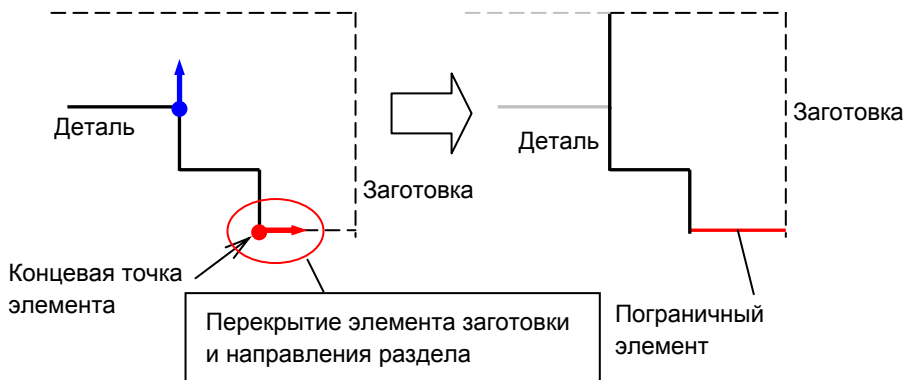 Деталь
Заготовка
Концевая точка
элемента
Перекрытие элемента заготовки
и направления раздела
Заготовка
Деталь
Пограничный
элемент